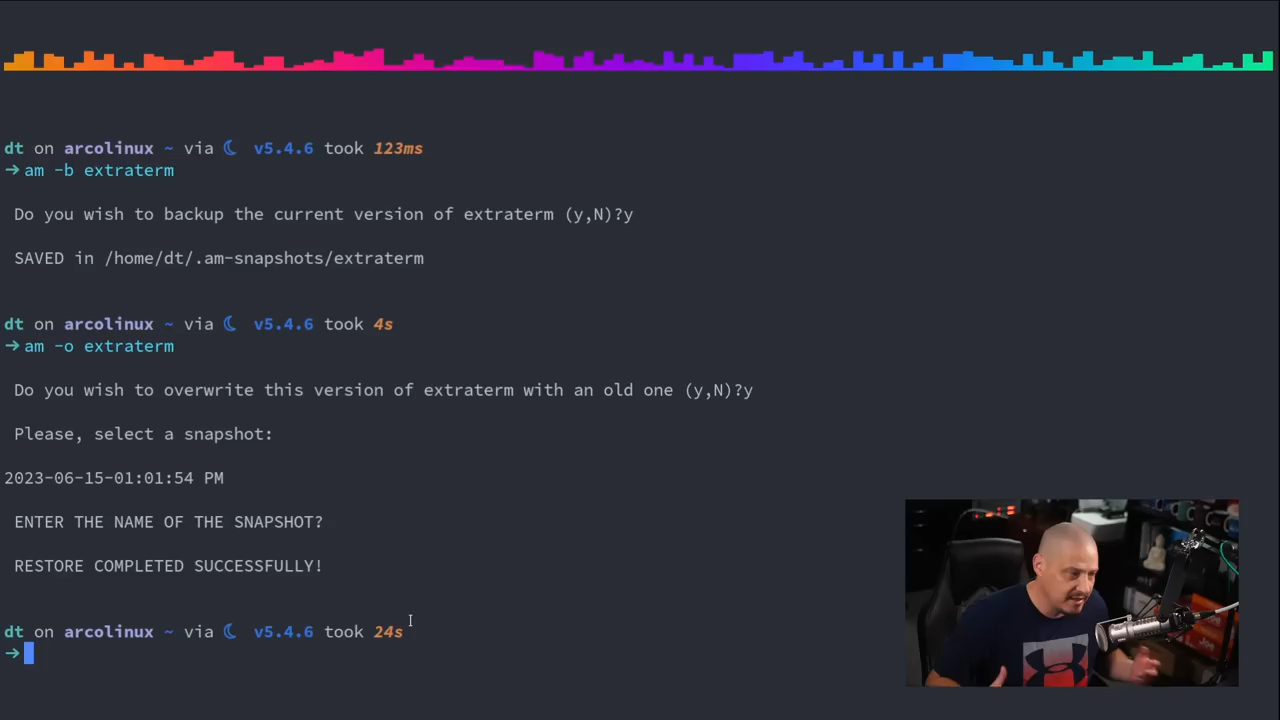 dt on arcolinux ~ via v5.4.6 took 123ms
→ am -b extraterm
Do you wish to backup the current version of extraterm (y,N)?y
SAVED in /home/dt/.am-snapshots/extraterm
dt on arcolinux ~ via v5.4.6 took 4s
→ am -o extraterm
Do you wish to overwrite this version of extraterm with an old one (y,N)?y
Please, select a snapshot:
2023-06-15-01:01:54 PM
ENTER THE NAME OF THE SNAPSHOT?
RESTORE COMPLETED SUCCESSFULLY!
dt on arcolinux ~ via v5.4.6 took 24s
→